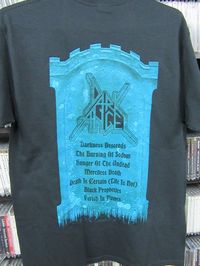 DARK
ANGEL
Darkness Descends
The Burning Of Sodom
Hunger Of The Undead
Merciless Death
Death Is Certain (Life Is Not)
Black Prophecies
Perish In Flames